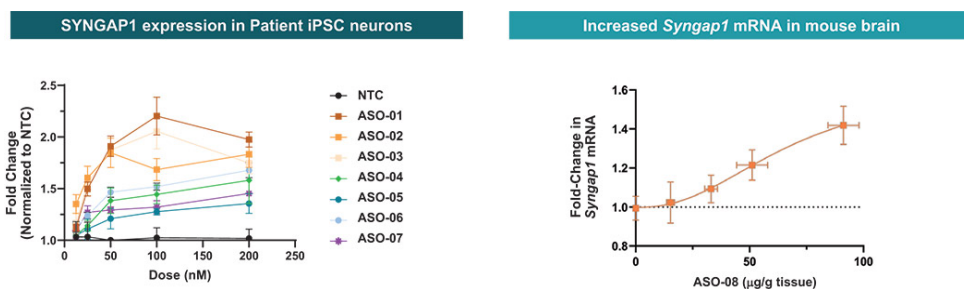 SYNGAP1 expression in Patient iPSC neurons
Increased Syngap1 mRNA in mouse brain
Fold Change
(Normalized to NTC)
2.5
2.0
1.5
1.0
0
50
100
150
200
250
Dose (nM)
NTC
ASO-01
ASO-02
ASO-03
ASO-04
ASO-05
ASO-06
ASO-07
Fold-Change in
Syngap1 mRNA
1.6
1.4
1.2
1.0
0.8
0
50
100
ASO-08 (µg/g tissue)